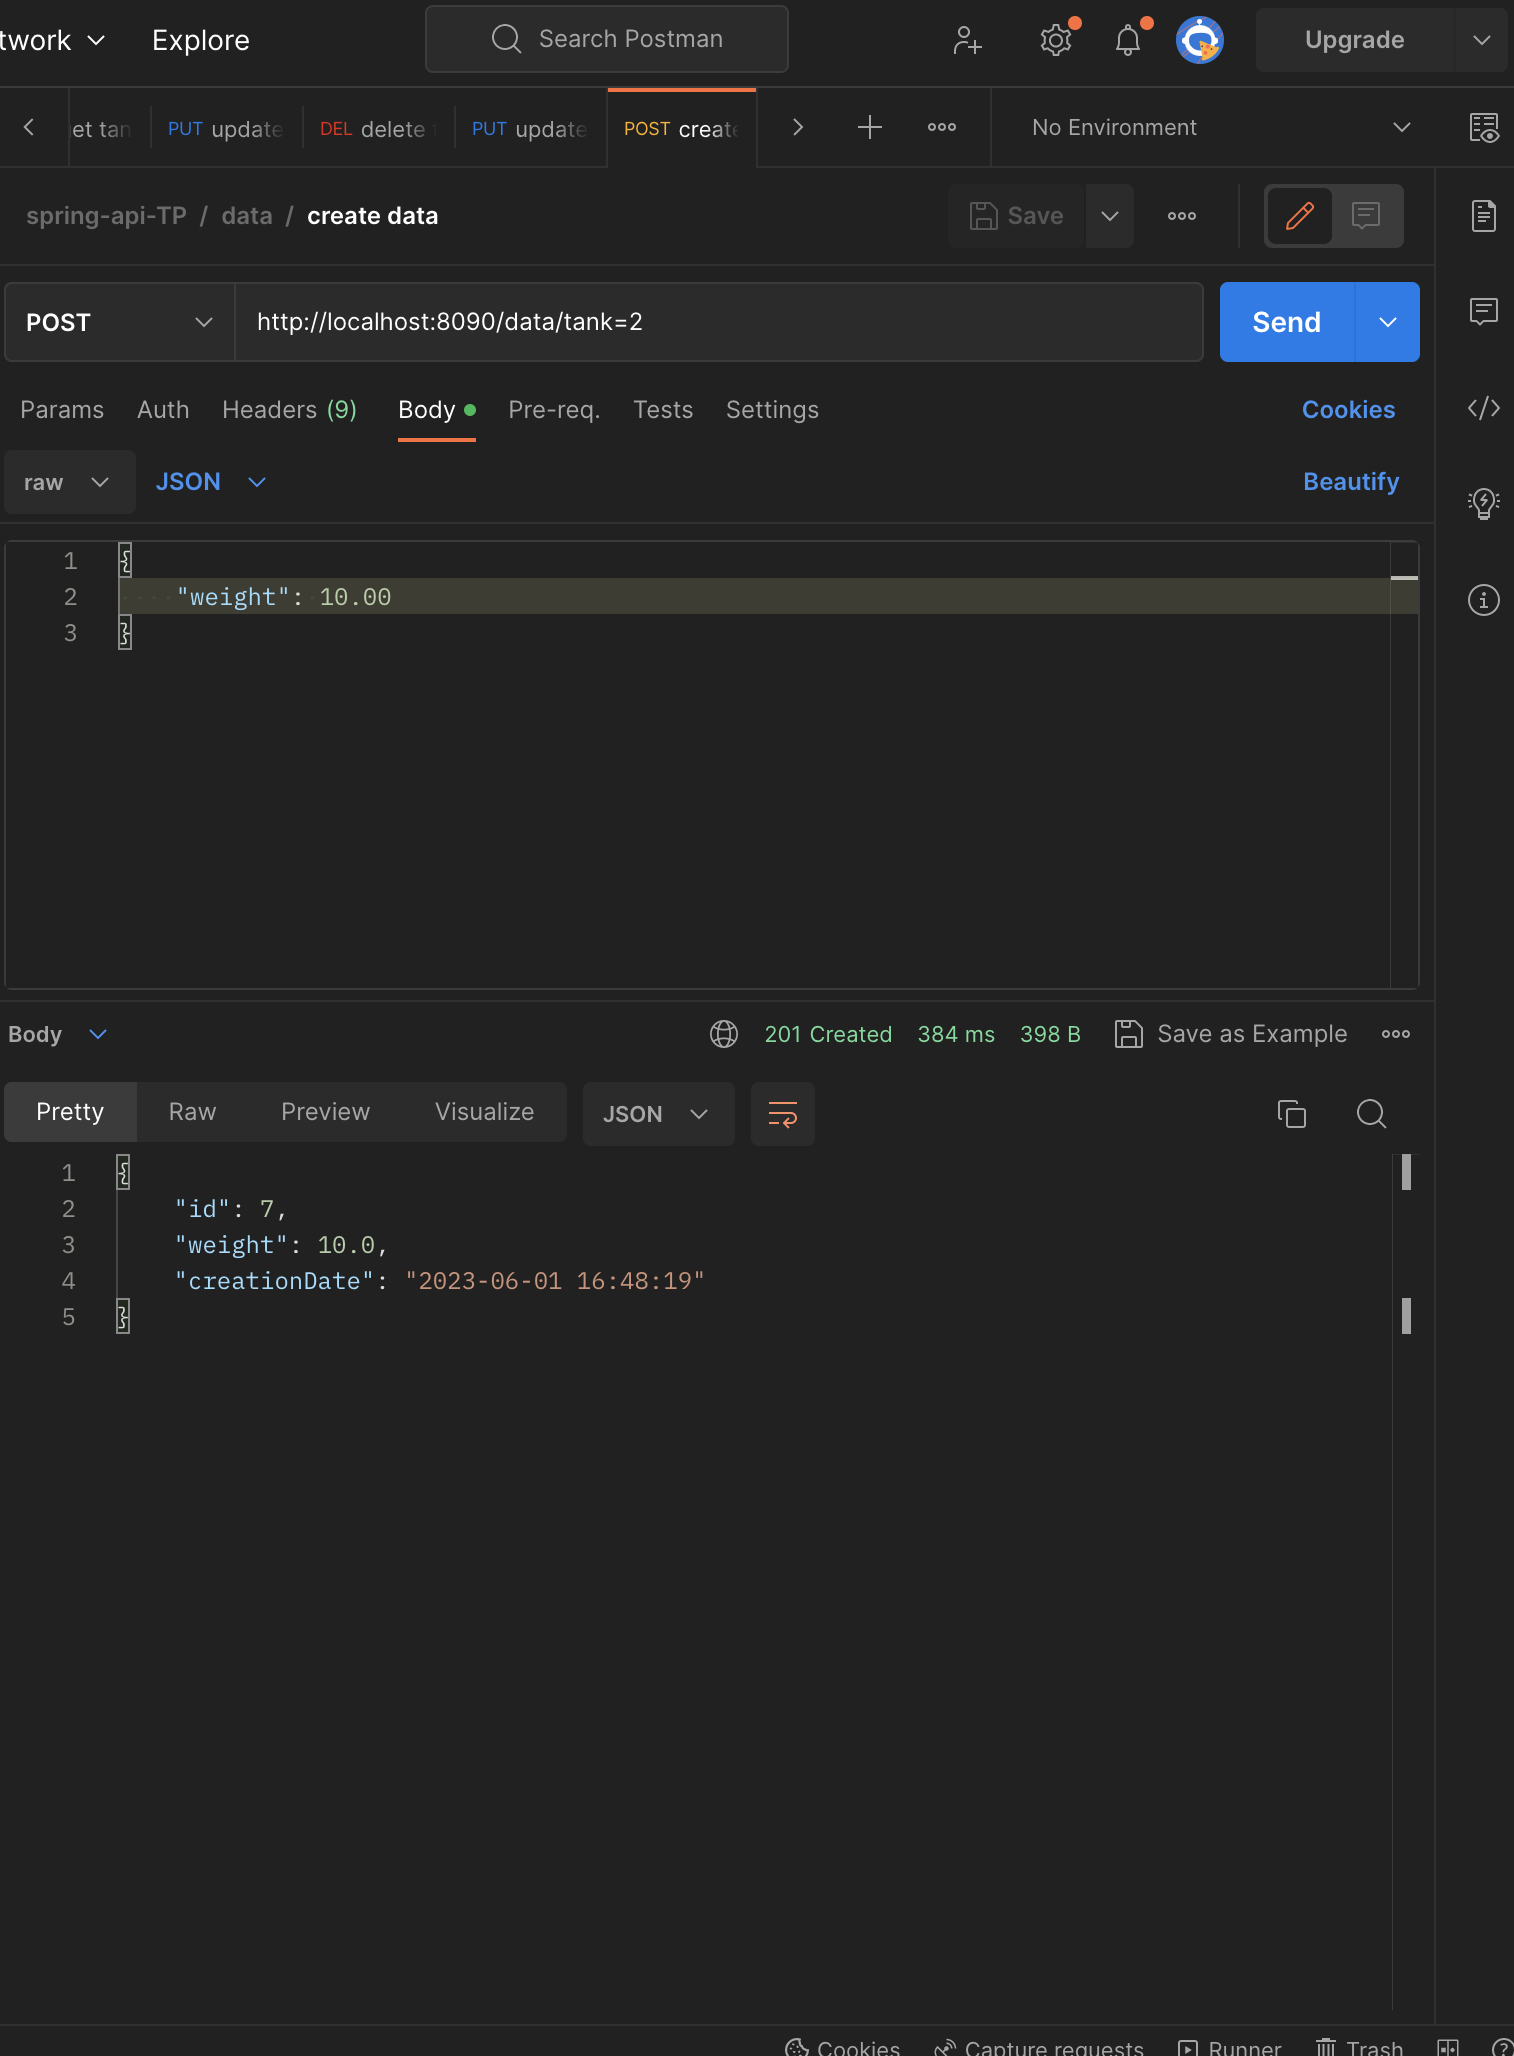 twork Explore Search Postman Upgrade
et tan PUT update DEL delete PUT update POST create No Environment
spring-api-TP / data / create data Save
POST http://localhost:8090/data/tank=2 Send
Params Auth Headers (9) Body Pre-req. Tests Settings Cookies
raw JSON Beautify
1 {
2 "weight": 10.00
3 }
Body 201 Created 384 ms 398 B Save as Example
Pretty Raw Preview Visualize JSON
1 {
2 "id": 7,
3 "weight": 10.0,
4 "creationDate": "2023-06-01 16:48:19"
5 }
Cookies Capture requests Runner Trash